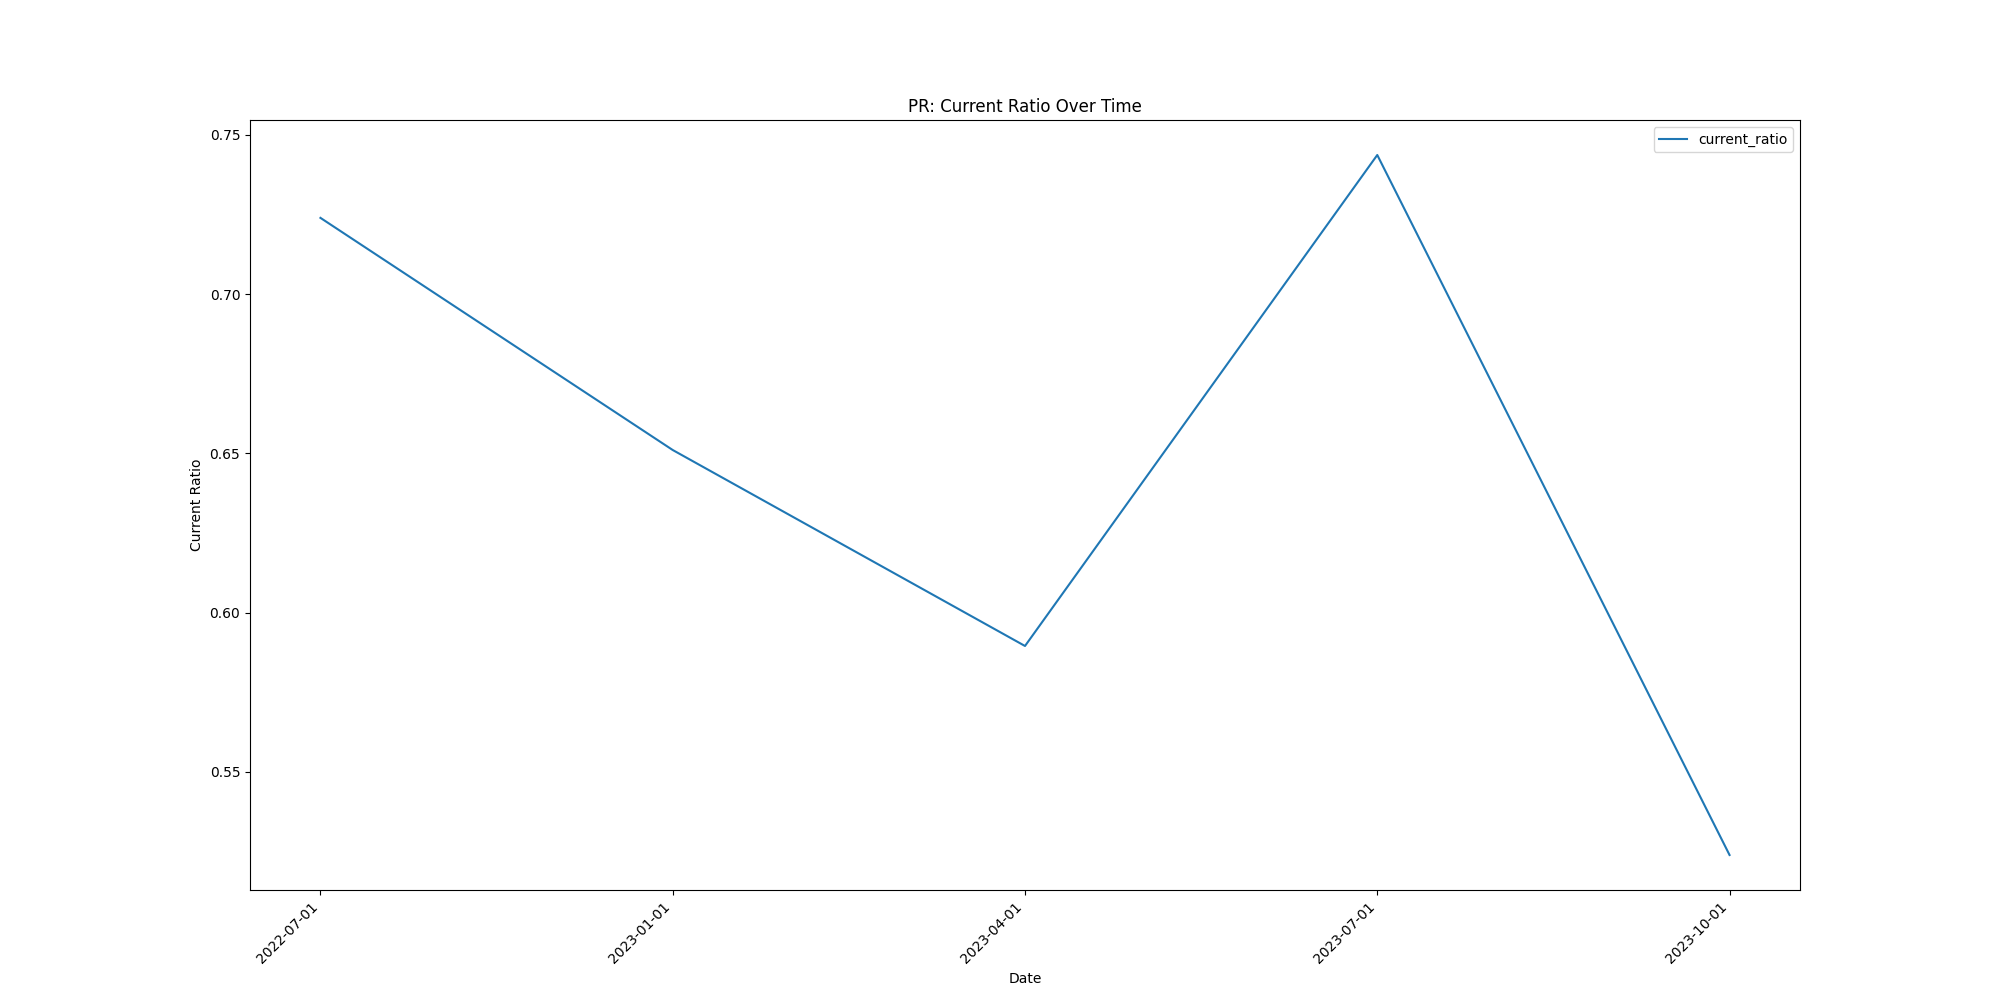 PR: Current Ratio Over Time
current_ratio
0.75
0.70
0.65
0.60
0.55
Current Ratio
2022-07-01
2023-01-01
2023-04-01
2023-07-01
2023-10-01
Date